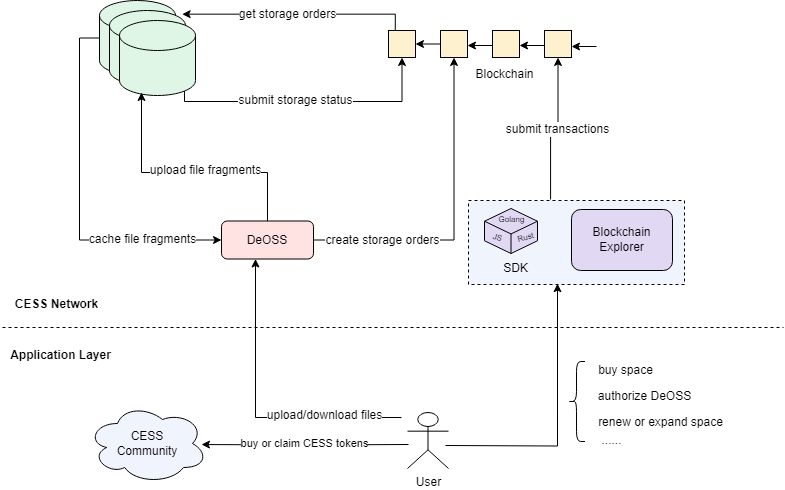 get storage orders
Blockchain
submit storage status
submit transactions
upload file fragments
cache file fragments
DeOSS
create storage orders
Golang
JS
Rust
SDK
Blockchain
Explorer
CESS Network
Application Layer
buy space
authorize DeOSS
renew or expand space
......
upload/download files
CESS
Community
buy or claim CESS tokens
User